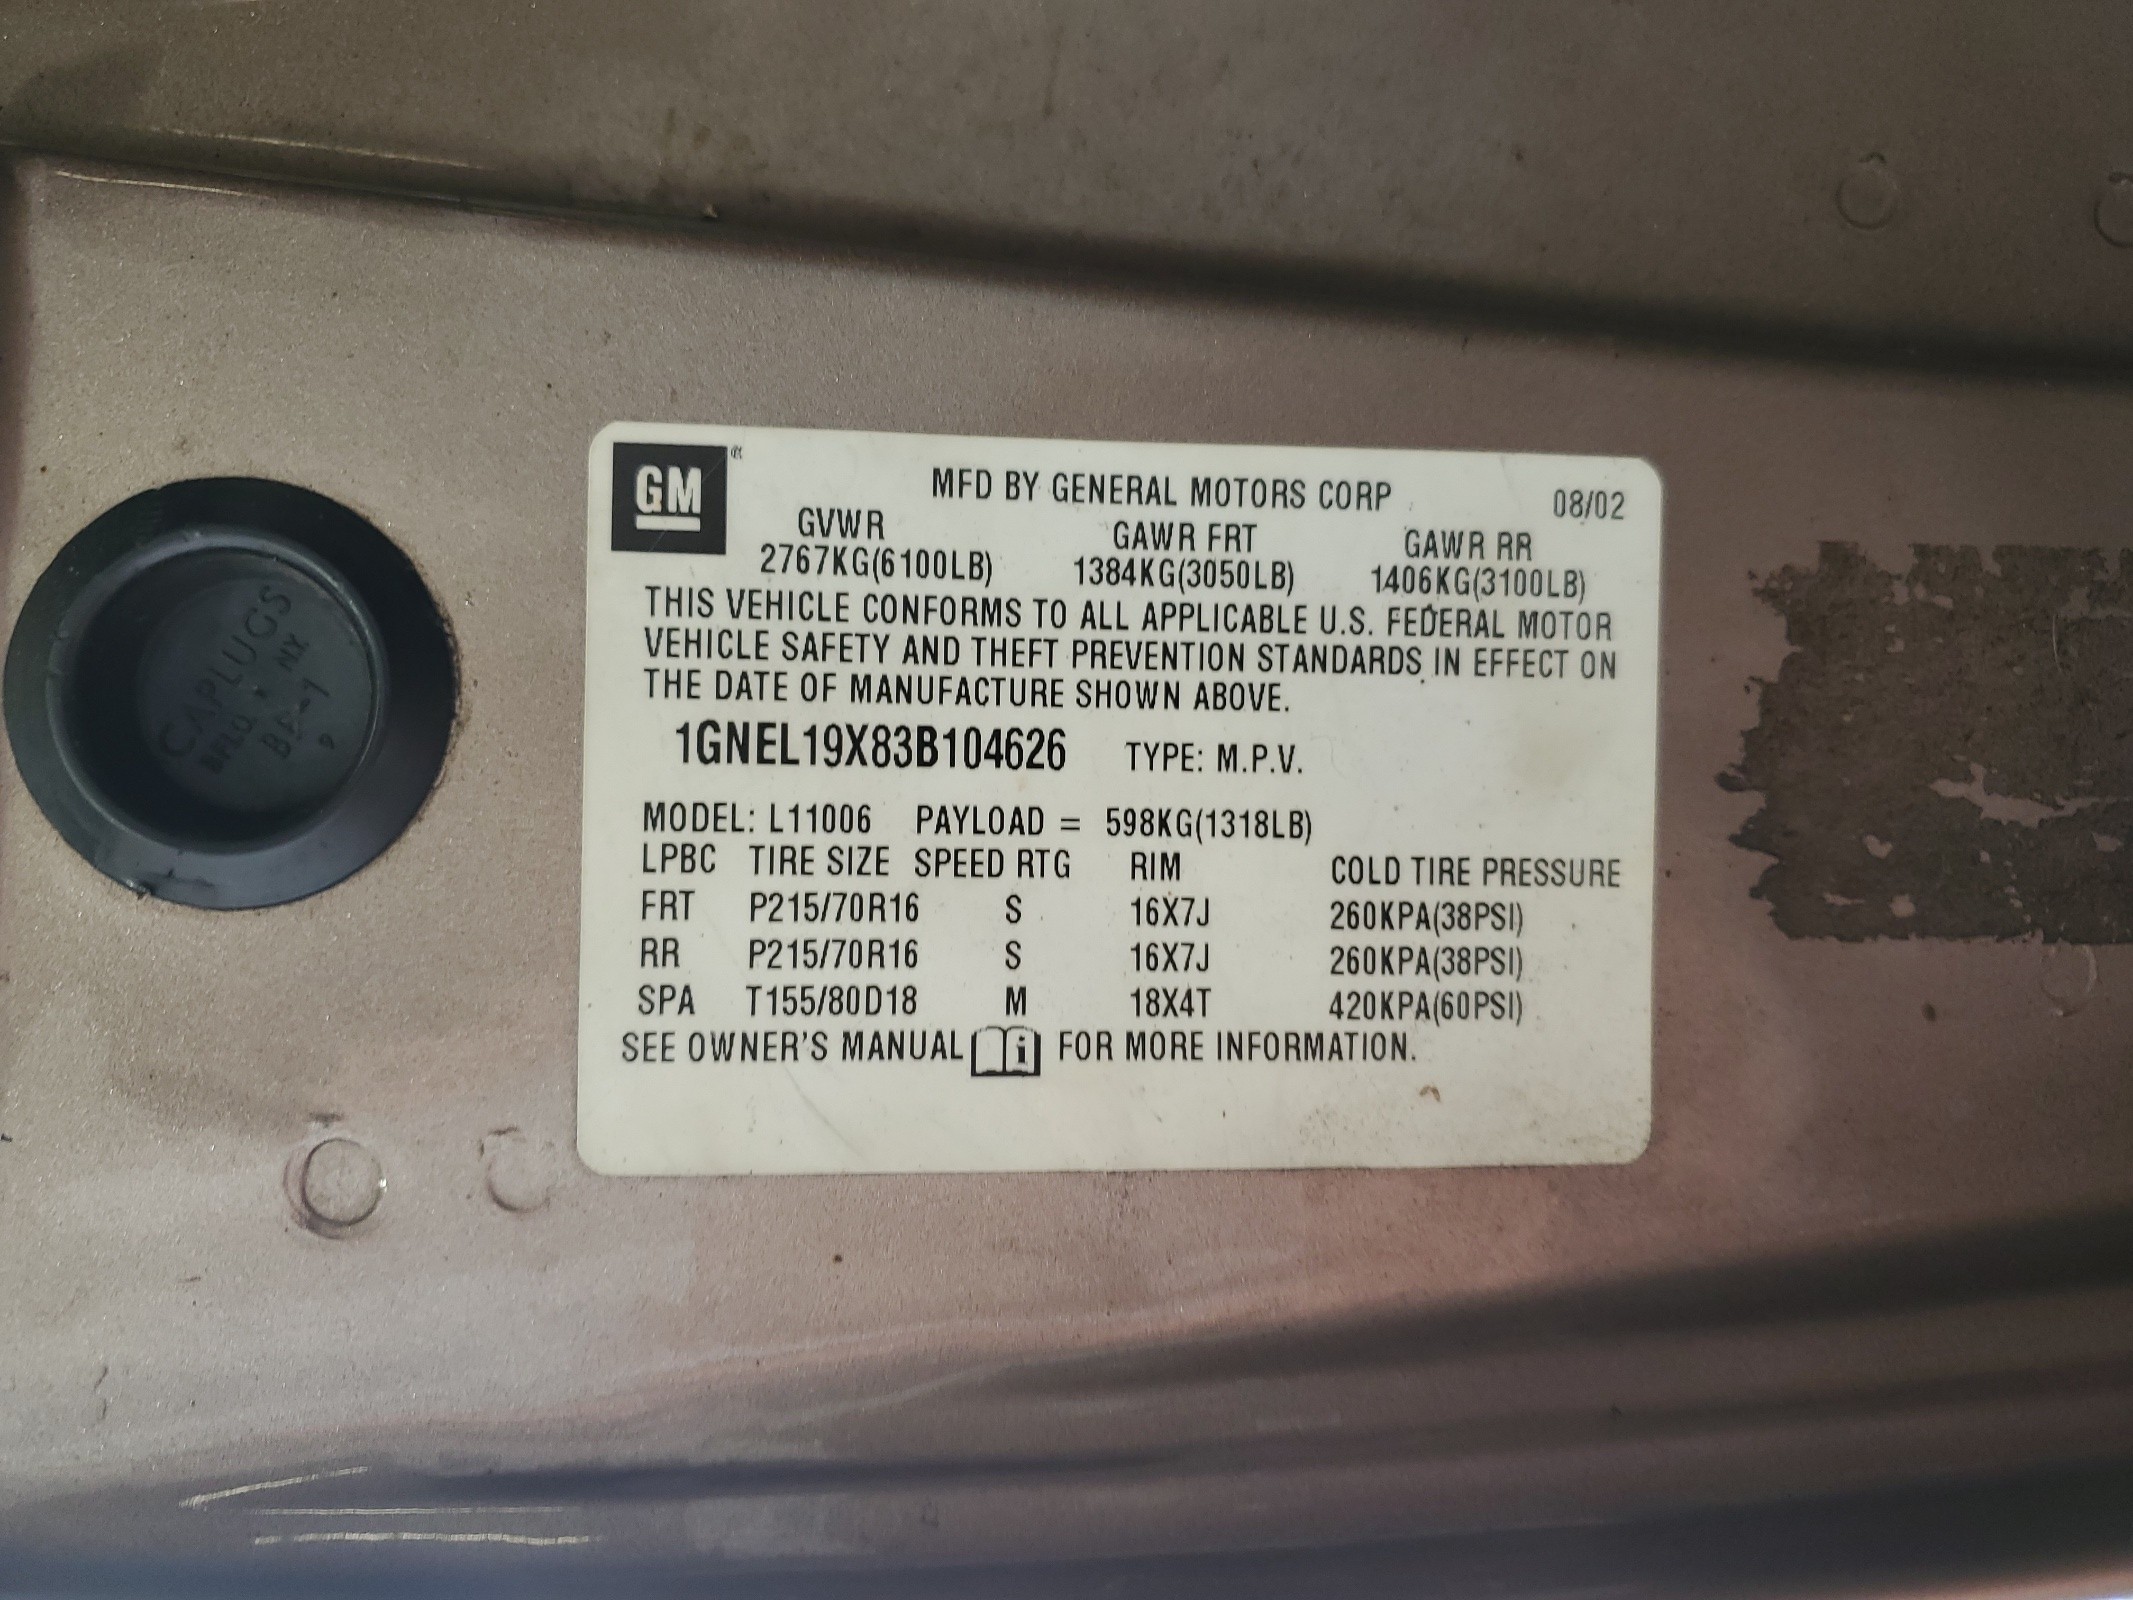 GM
MFD BY GENERAL MOTORS CORP 08/02
GVWR GAWR FRT GAWR RR
2767KG(6100LB) 1384KG(3050LB) 1406KG(3100LB)
THIS VEHICLE CONFORMS TO ALL APPLICABLE U.S. FEDERAL MOTOR
VEHICLE SAFETY AND THEFT PREVENTION STANDARDS IN EFFECT ON
THE DATE OF MANUFACTURE SHOWN ABOVE.
1GNEL19X83B104626 TYPE: M.P.V.
MODEL: L11006 PAYLOAD = 598KG(1318LB)
LPBC TIRE SIZE SPEED RTG RIM COLD TIRE PRESSURE
FRT P215/70R16 S 16X7J 260KPA(38PSI)
RR P215/70R16 S 16X7J 260KPA(38PSI)
SPA T155/80D18 M 18X4T 420KPA(60PSI)
SEE OWNER'S MANUAL i FOR MORE INFORMATION.
CAPLUGS